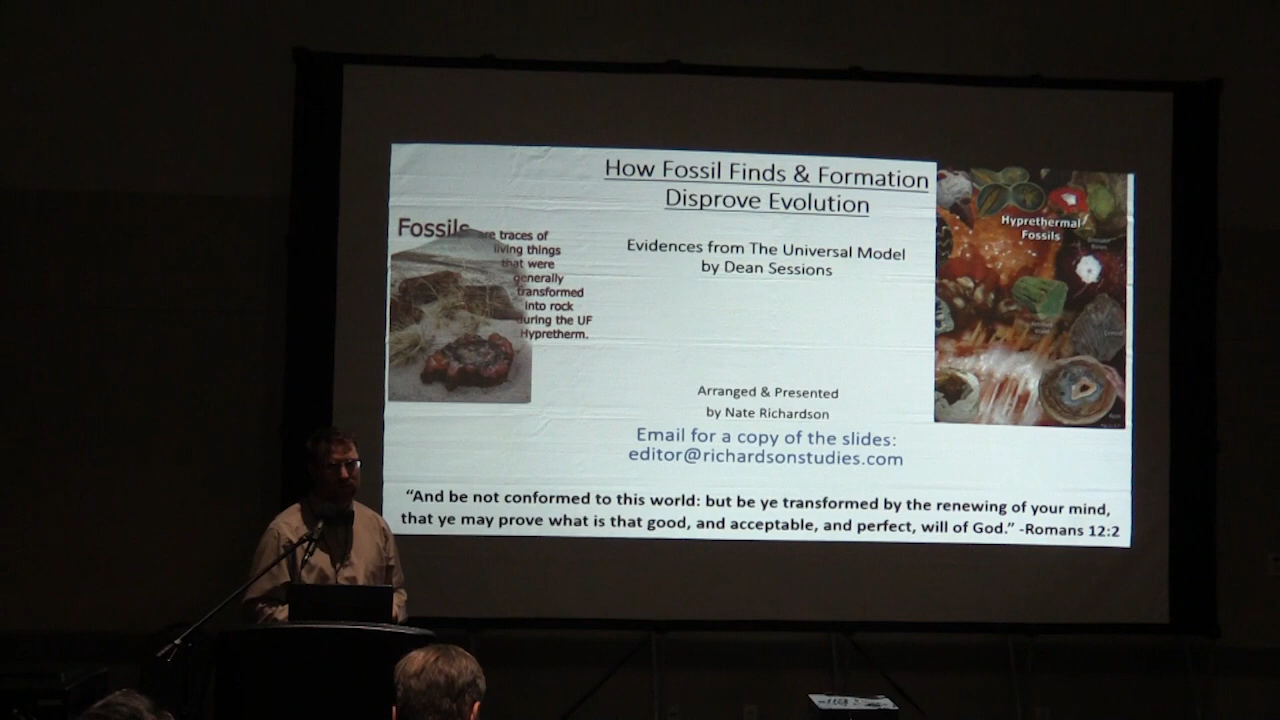 How Fossil Finds & Formation
Disprove Evolution
Evidences from The Universal Model
by Dean Sessions
Fossils are traces of
living things
that were
generally
transformed
into rock
during the UF
Hypretherm.
Hyprethermal
Fossils
Arranged & Presented
by Nate Richardson
Email for a copy of the slides:
editor@richardsonstudies.com
“And be not conformed to this world: but be ye transformed by the renewing of your mind,
that ye may prove what is that good, and acceptable, and perfect, will of God.” -Romans 12:2